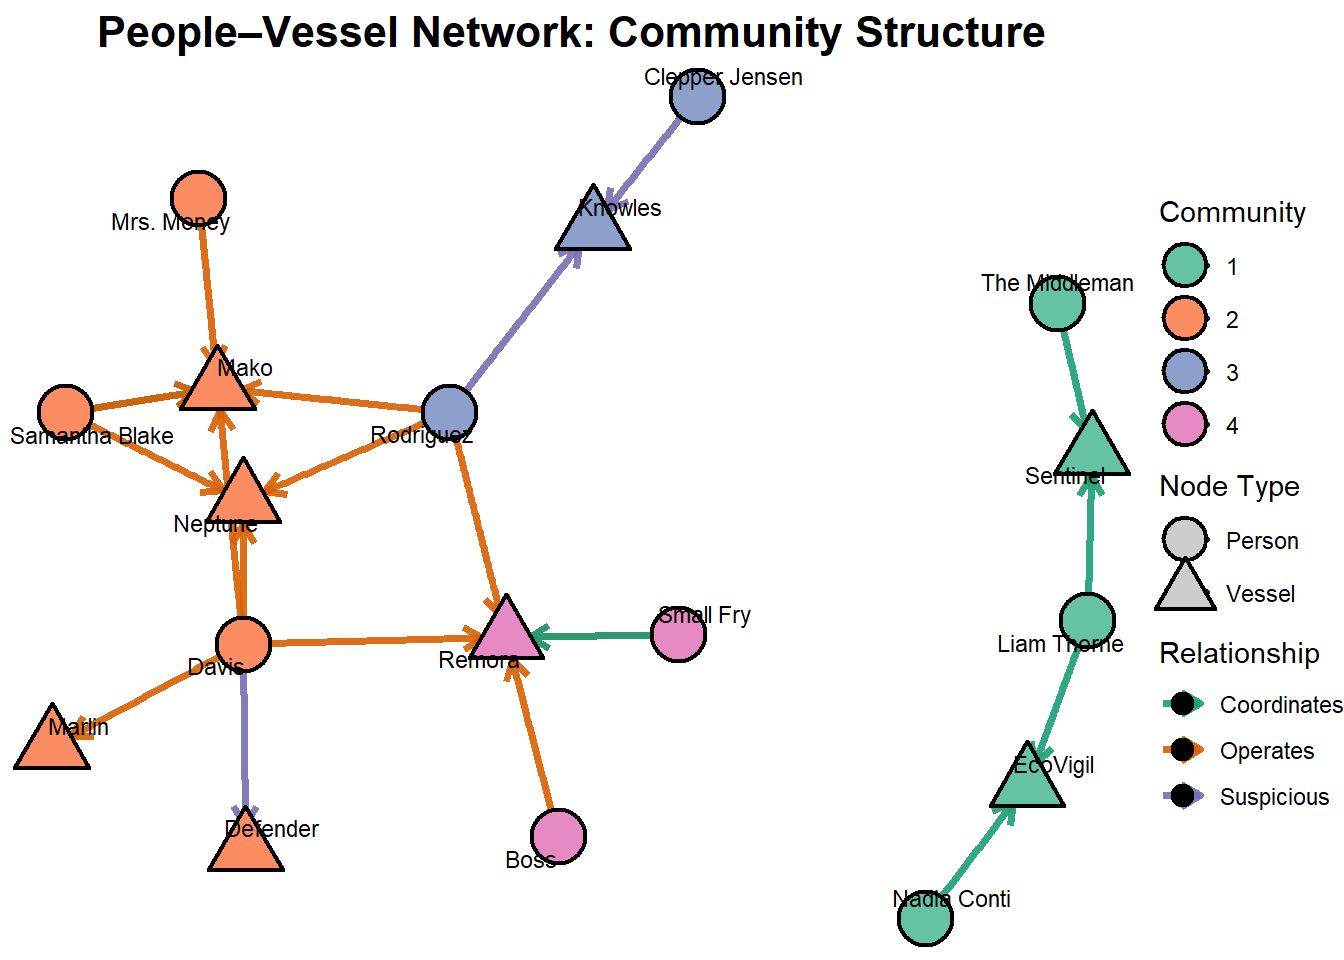 People–Vessel Network: Community Structure
Clepper Jensen
Mrs. Money
Knowles
The Middleman
Mako
Samantha Blake
Rodriguez
Sentinel
Neptune
Small Fry
Liam Thorne
Remora
Davis
Marlin
EcoVigil
Defender
Boss
Nadia Conti
Community
1
2
3
4
Node Type
Person
Vessel
Relationship
Coordinates
Operates
Suspicious